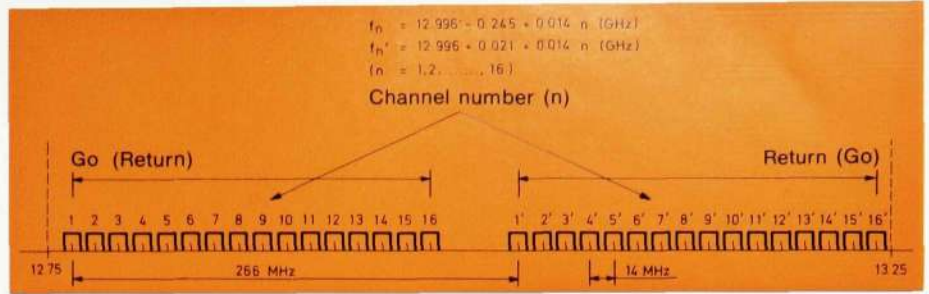 fn = 12.996 - 0.245 + 0.014 n (GHz)
fn' = 12.996 + 0.021 + 0.014 n (GHz)
(n = 1,2......., 16)
Channel number (n)
Go (Return) Return (Go)
1 2 3 4 5 6 7 8 9 10 11 12 13 14 15 16 1' 2' 3' 4' 5' 6' 7' 8' 9' 10' 11' 12' 13' 14' 15' 16'
12.75 266 MHz 14 MHz 13.25